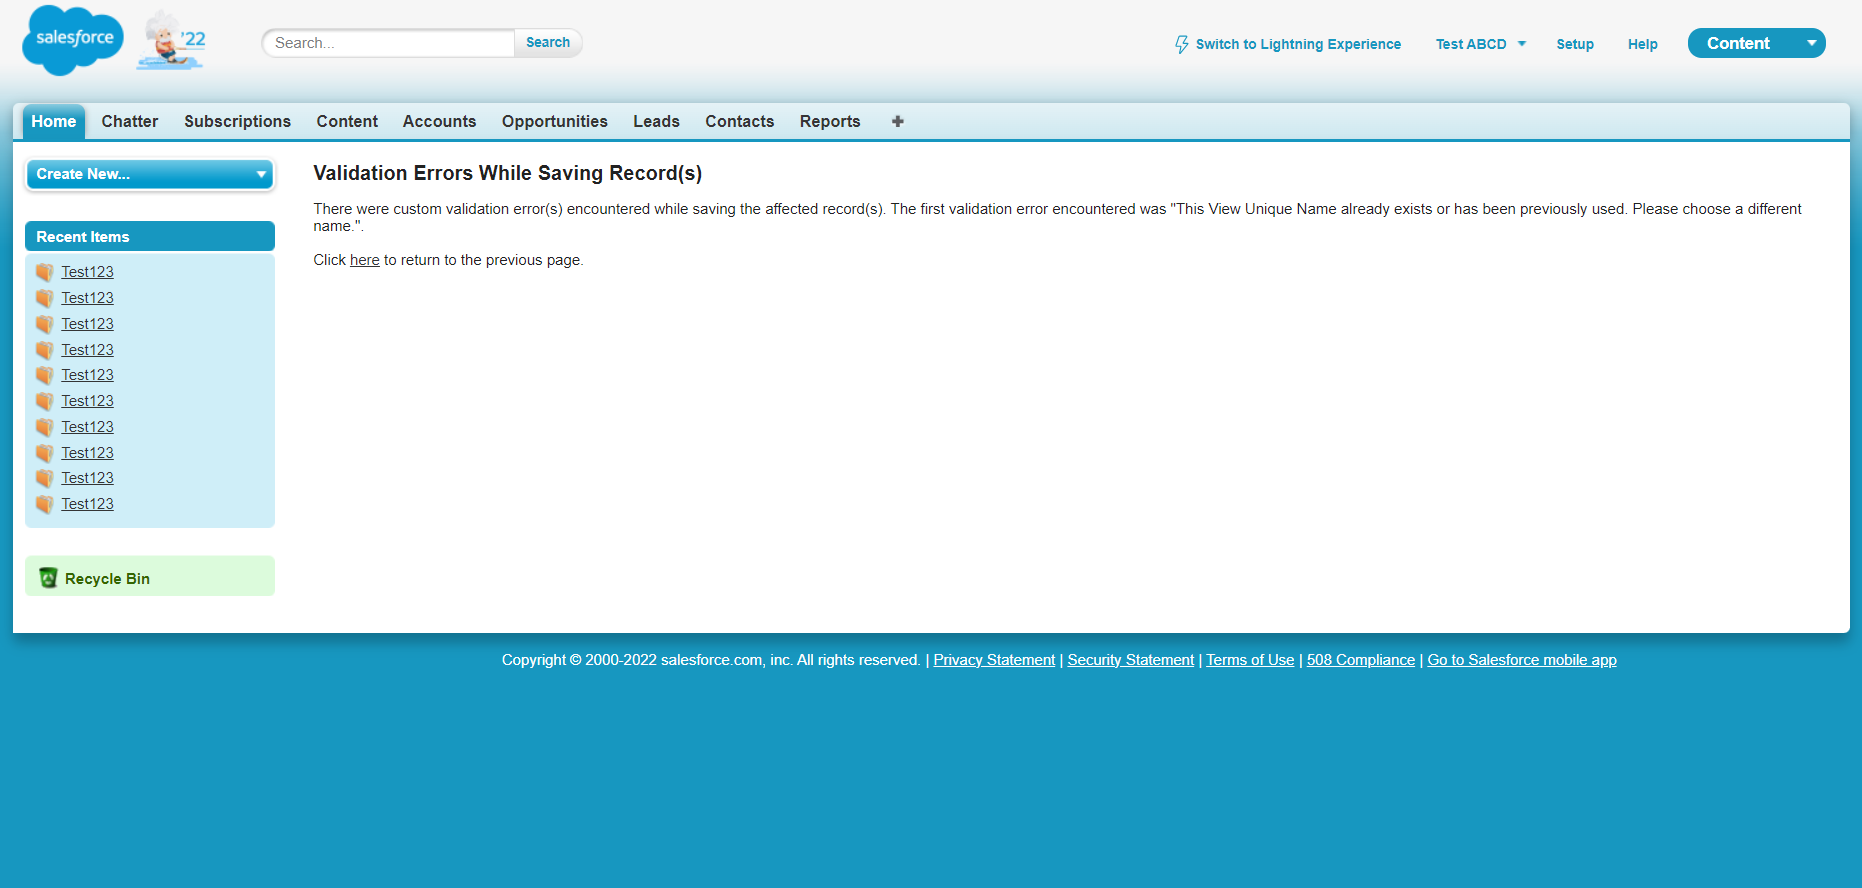 salesforce
'22
Search...
Search
Switch to Lightning Experience
Test ABCD
Setup
Help
Content
Home
Chatter
Subscriptions
Content
Accounts
Opportunities
Leads
Contacts
Reports
Create New...
Recent Items
Test123
Test123
Test123
Test123
Test123
Test123
Test123
Test123
Test123
Test123
Recycle Bin
Validation Errors While Saving Record(s)
There were custom validation error(s) encountered while saving the affected record(s). The first validation error encountered was "This View Unique Name already exists or has been previously used. Please choose a different
name.".
Click here to return to the previous page.
Copyright © 2000-2022 salesforce.com, inc. All rights reserved. | Privacy Statement | Security Statement | Terms of Use | 508 Compliance | Go to Salesforce mobile app